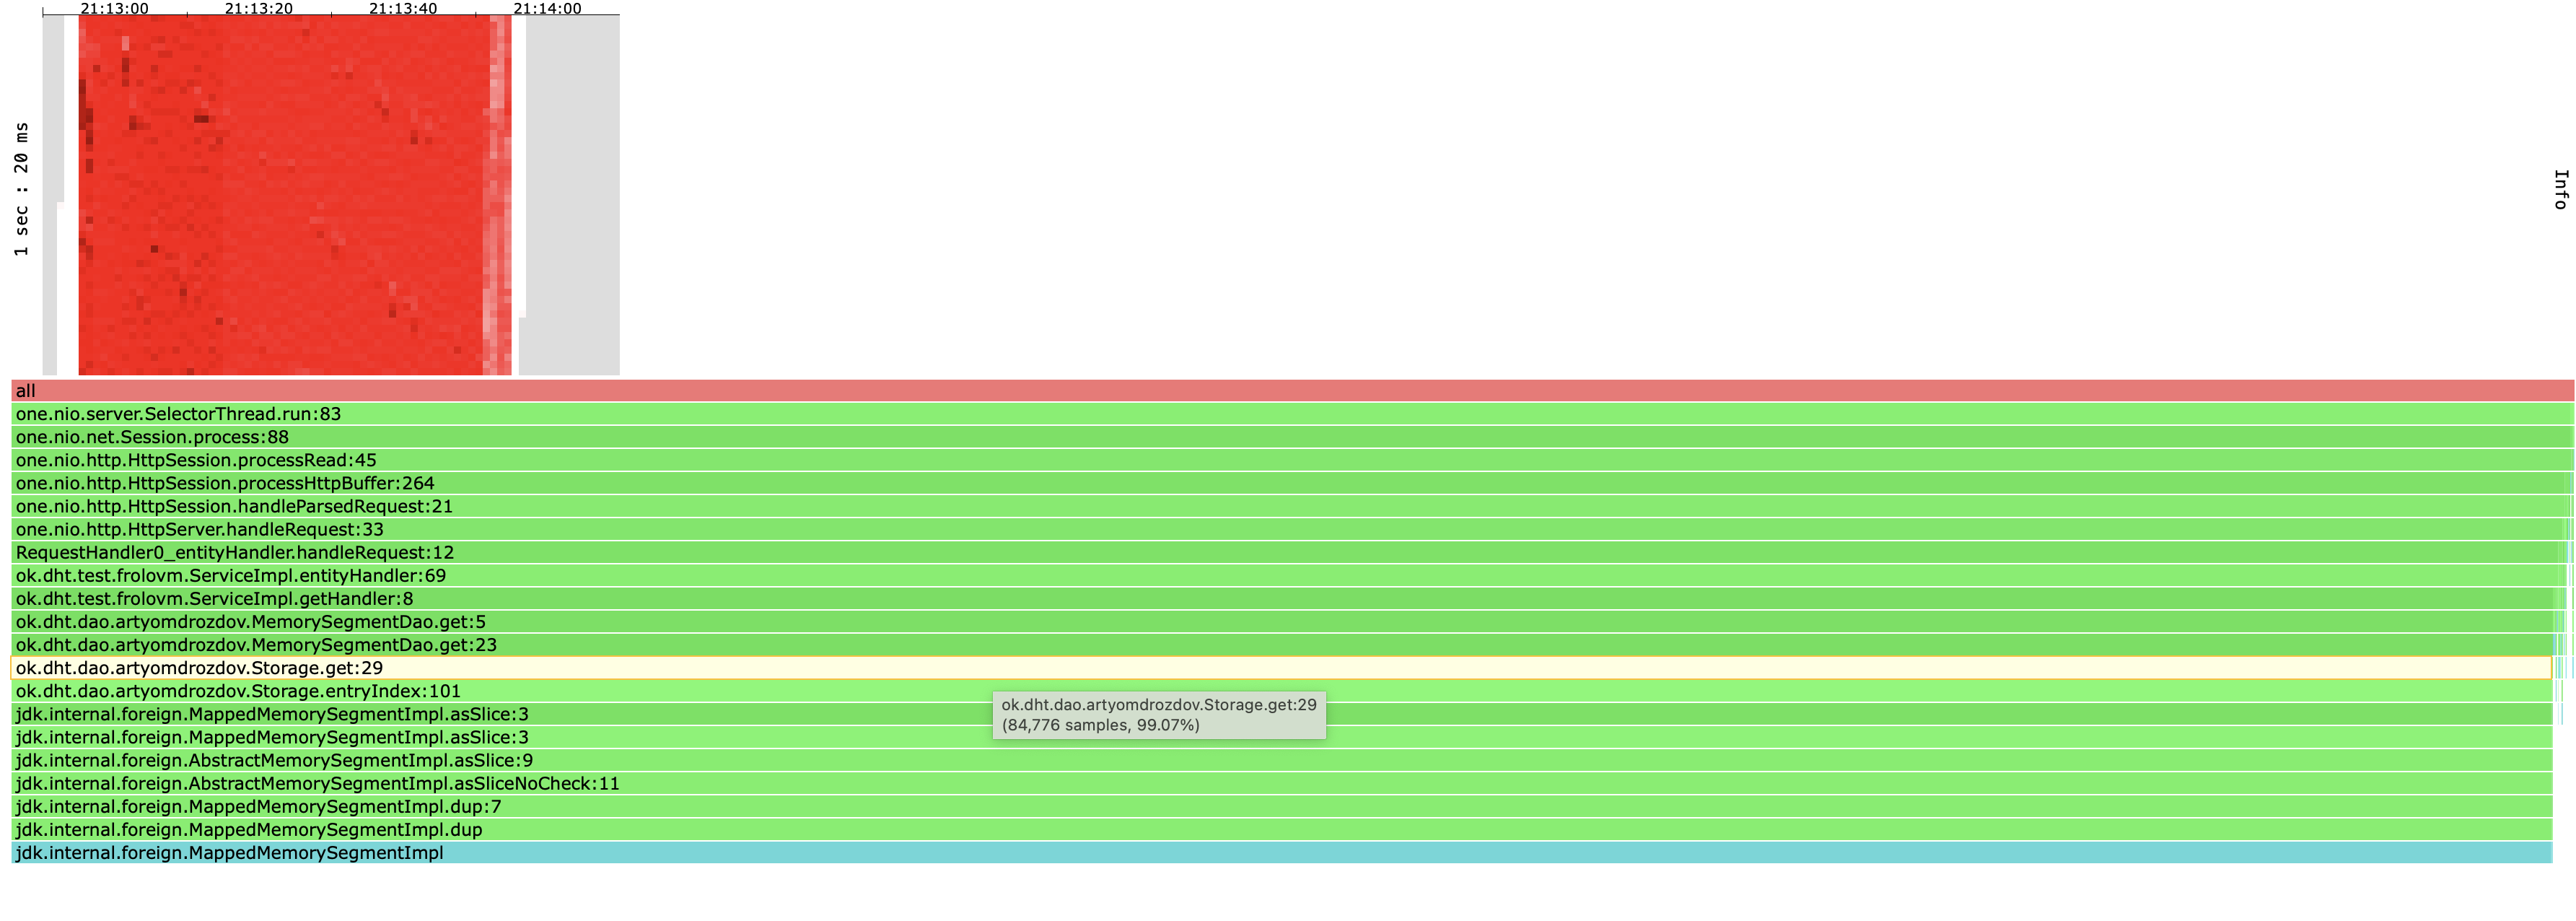 21:13:00 21:13:20 21:13:40 21:14:00
1 sec : 20 ms
Info
all
one.nio.server.SelectorThread.run:83
one.nio.net.Session.process:88
one.nio.http.HttpSession.processRead:45
one.nio.http.HttpSession.processHttpBuffer:264
one.nio.http.HttpSession.handleParsedRequest:21
one.nio.http.HttpServer.handleRequest:33
RequestHandler0_entityHandler.handleRequest:12
ok.dht.test.frolovm.ServiceImpl.entityHandler:69
ok.dht.test.frolovm.ServiceImpl.getHandler:8
ok.dht.dao.artyomdrozdov.MemorySegmentDao.get:5
ok.dht.dao.artyomdrozdov.MemorySegmentDao.get:23
ok.dht.dao.artyomdrozdov.Storage.get:29
ok.dht.dao.artyomdrozdov.Storage.entryIndex:101
ok.dht.dao.artyomdrozdov.Storage.get:29
(84,776 samples, 99.07%)
jdk.internal.foreign.MappedMemorySegmentImpl.asSlice:3
jdk.internal.foreign.MappedMemorySegmentImpl.asSlice:3
jdk.internal.foreign.AbstractMemorySegmentImpl.asSlice:9
jdk.internal.foreign.AbstractMemorySegmentImpl.asSliceNoCheck:11
jdk.internal.foreign.MappedMemorySegmentImpl.dup:7
jdk.internal.foreign.MappedMemorySegmentImpl.dup
jdk.internal.foreign.MappedMemorySegmentImpl